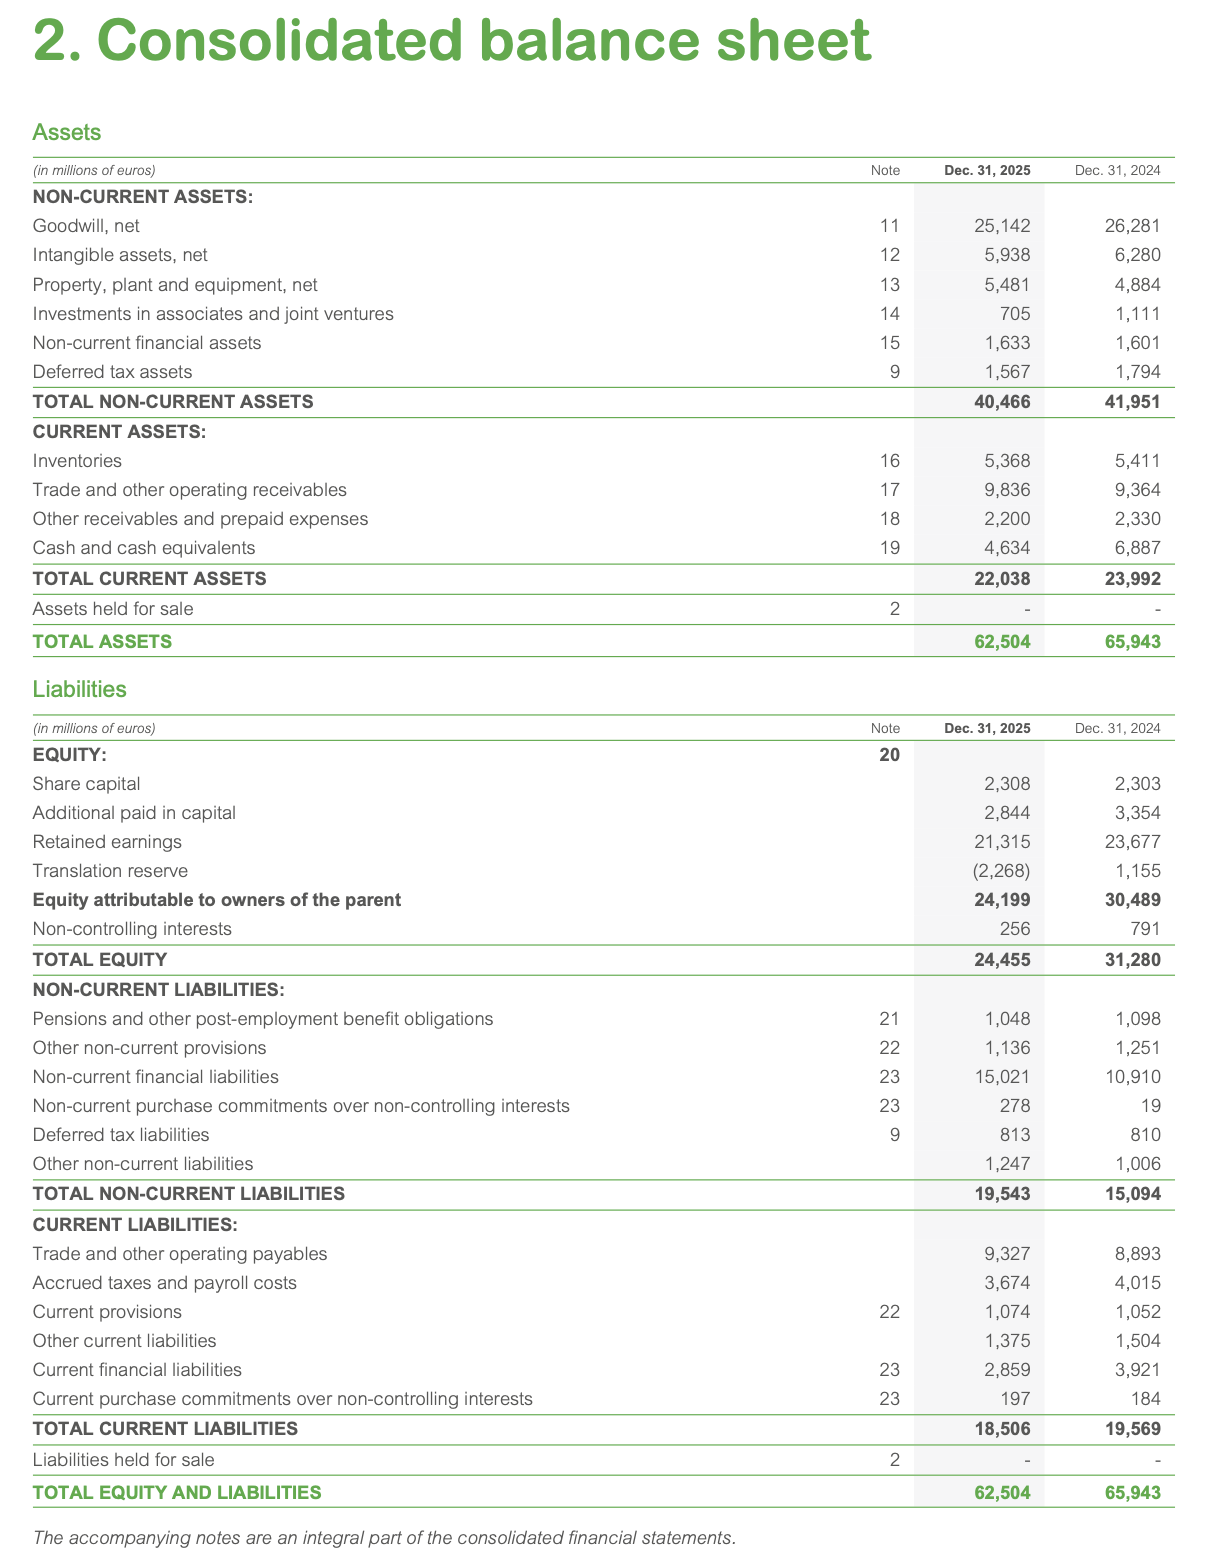 2. Consolidated balance sheet
Assets
(in millions of euros) Note Dec. 31, 2025 Dec. 31, 2024
NON-CURRENT ASSETS:
Goodwill, net 11 25,142 26,281
Intangible assets, net 12 5,938 6,280
Property, plant and equipment, net 13 5,481 4,884
Investments in associates and joint ventures 14 705 1,111
Non-current financial assets 15 1,633 1,601
Deferred tax assets 9 1,567 1,794
TOTAL NON-CURRENT ASSETS 40,466 41,951
CURRENT ASSETS:
Inventories 16 5,368 5,411
Trade and other operating receivables 17 9,836 9,364
Other receivables and prepaid expenses 18 2,200 2,330
Cash and cash equivalents 19 4,634 6,887
TOTAL CURRENT ASSETS 22,038 23,992
Assets held for sale 2 - -
TOTAL ASSETS 62,504 65,943
Liabilities
(in millions of euros) Note Dec. 31, 2025 Dec. 31, 2024
EQUITY: 20
Share capital 2,308 2,303
Additional paid in capital 2,844 3,354
Retained earnings 21,315 23,677
Translation reserve (2,268) 1,155
Equity attributable to owners of the parent 24,199 30,489
Non-controlling interests 256 791
TOTAL EQUITY 24,455 31,280
NON-CURRENT LIABILITIES:
Pensions and other post-employment benefit obligations 21 1,048 1,098
Other non-current provisions 22 1,136 1,251
Non-current financial liabilities 23 15,021 10,910
Non-current purchase commitments over non-controlling interests 23 278 19
Deferred tax liabilities 9 813 810
Other non-current liabilities 1,247 1,006
TOTAL NON-CURRENT LIABILITIES 19,543 15,094
CURRENT LIABILITIES:
Trade and other operating payables 9,327 8,893
Accrued taxes and payroll costs 3,674 4,015
Current provisions 22 1,074 1,052
Other current liabilities 1,375 1,504
Current financial liabilities 23 2,859 3,921
Current purchase commitments over non-controlling interests 23 197 184
TOTAL CURRENT LIABILITIES 18,506 19,569
Liabilities held for sale 2 - -
TOTAL EQUITY AND LIABILITIES 62,504 65,943
The accompanying notes are an integral part of the consolidated financial statements.